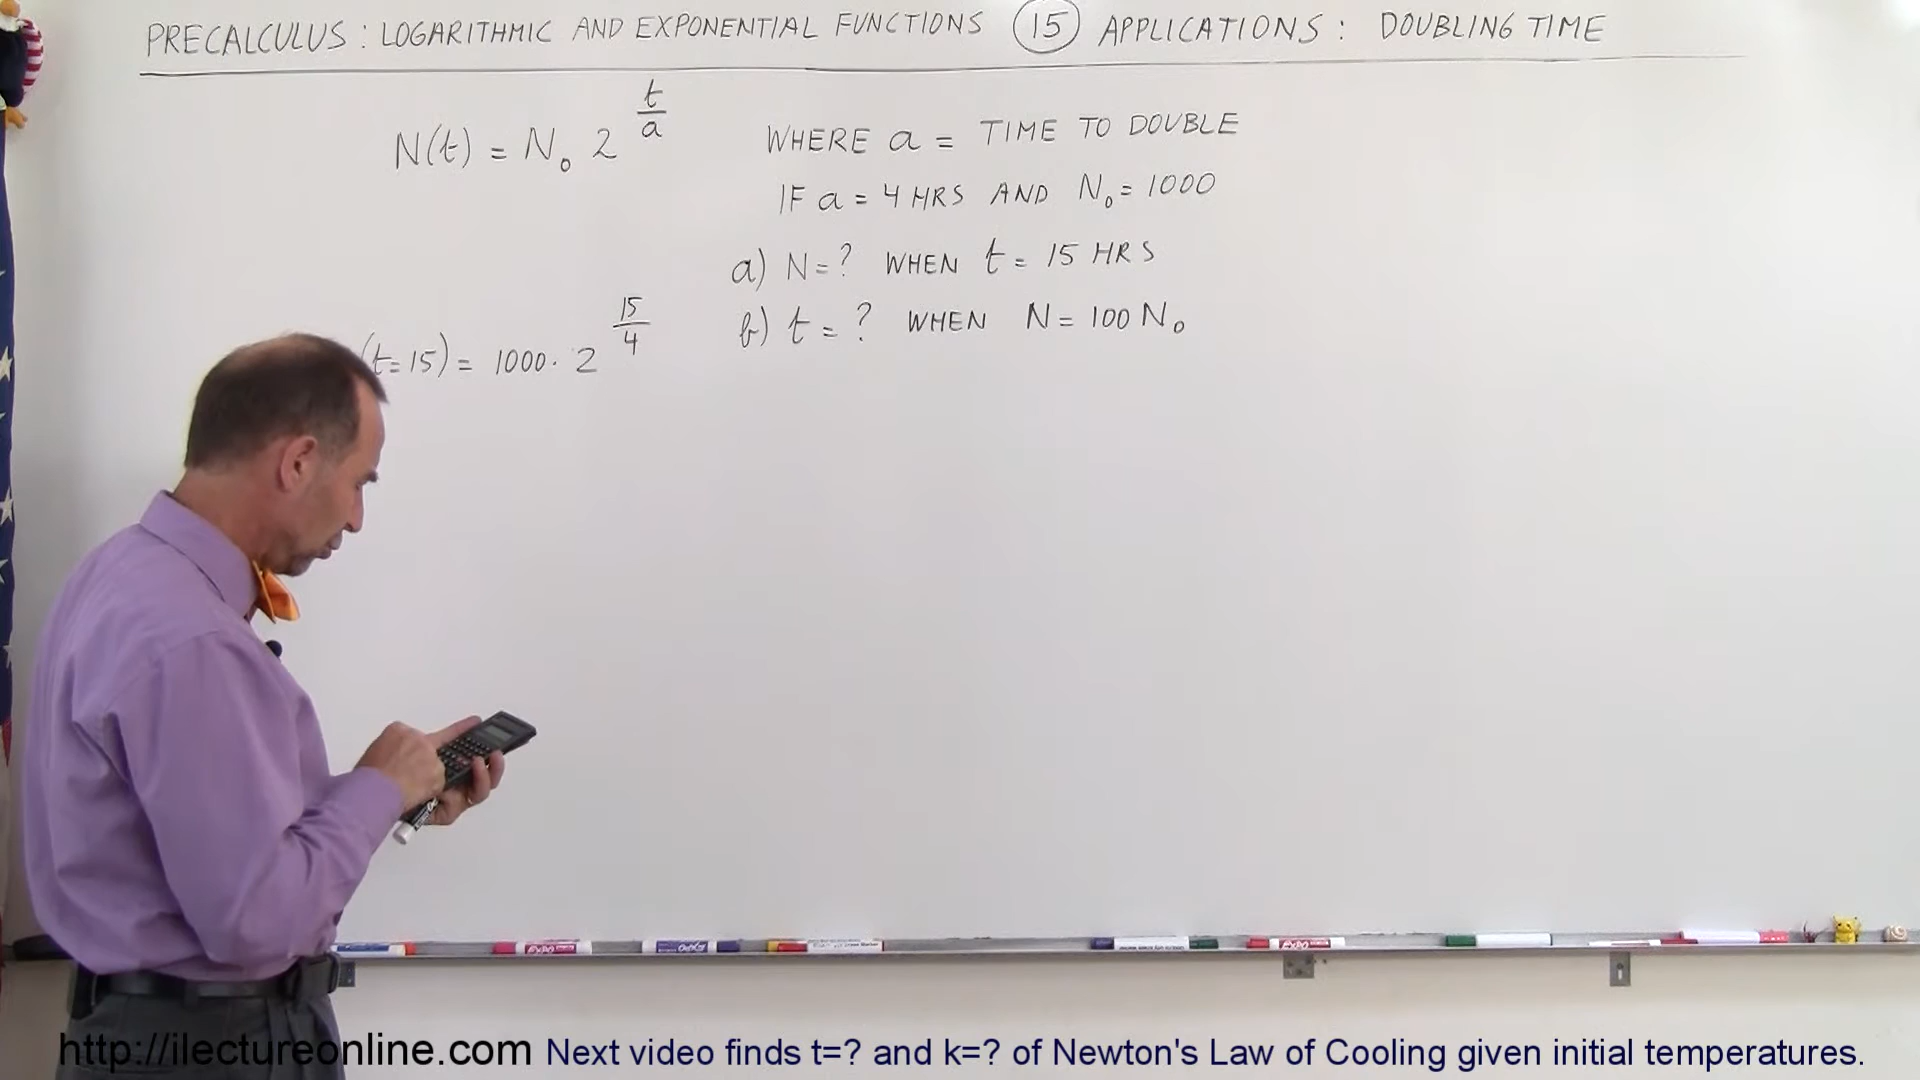 PRECALCULUS: LOGARITHMIC AND EXPONENTIAL FUNCTIONS 15 APPLICATIONS: DOUBLING TIME
N(t) = N₀ 2^(t/a)
WHERE a = TIME TO DOUBLE
IF a = 4 HRS AND N₀ = 1000
a) N = ? WHEN t = 15 HRS
b) t = ? WHEN N = 100 N₀
(t=15) = 1000 · 2^(15/4)
EXPO
EXPO
http://ilectureonline.com Next video finds t=? and k=? of Newton's Law of Cooling given initial temperatures.